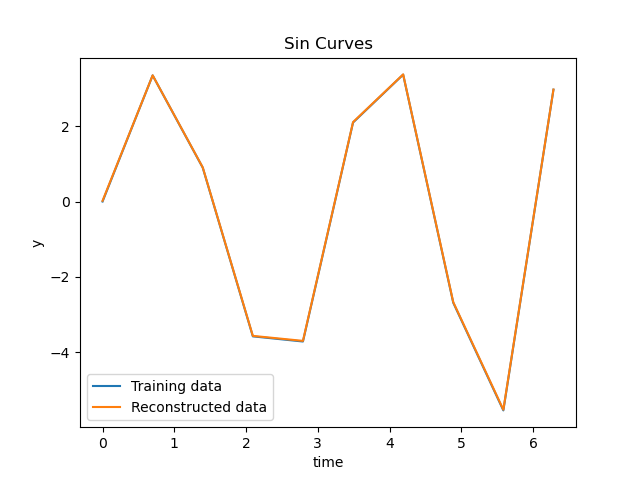 Sin Curves
2
0
−2
−4
y
Training data
Reconstructed data
0 1 2 3 4 5 6
time